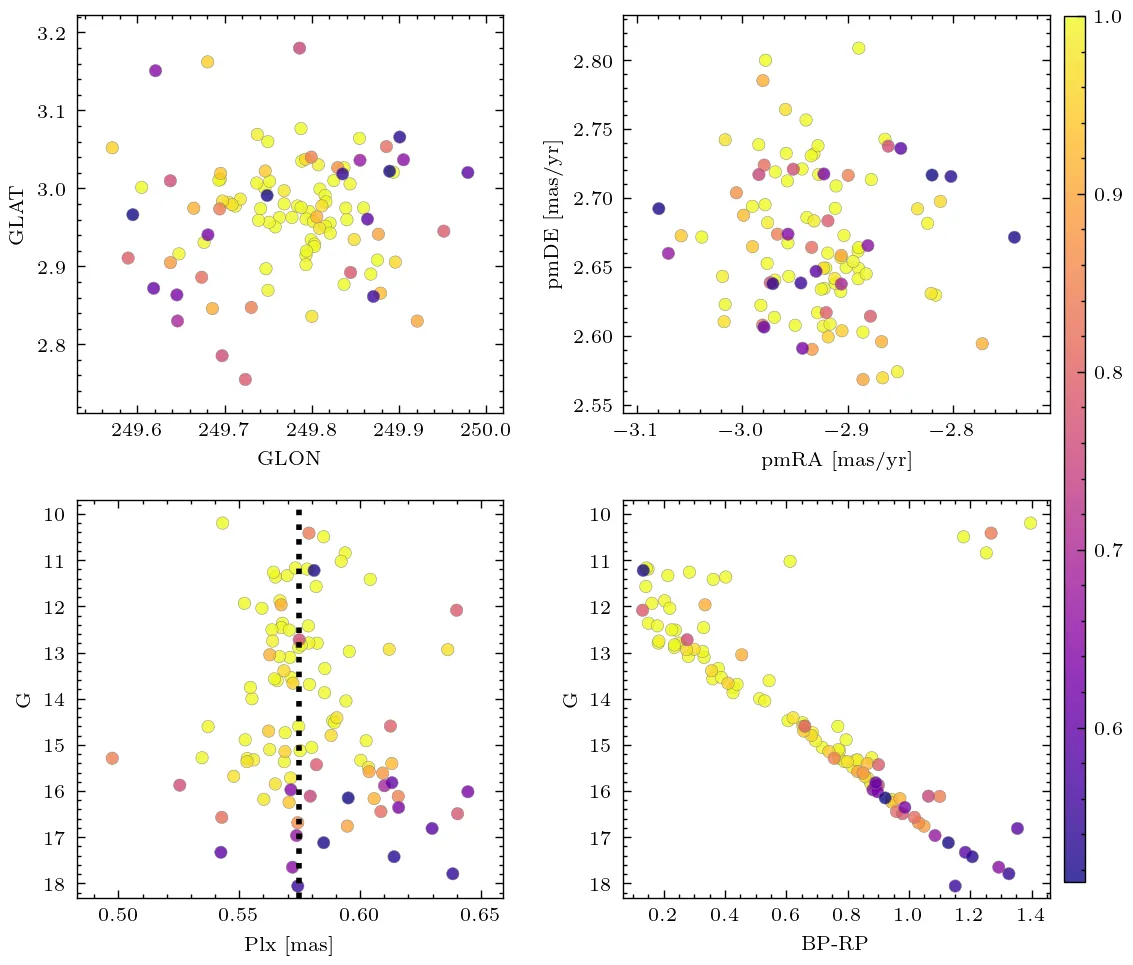 3.2
3.1
3.0
2.9
2.8
GLAT
249.6 249.7 249.8 249.9 250.0
GLON
2.80
2.75
2.70
2.65
2.60
2.55
pmDE [mas/yr]
−3.1 −3.0 −2.9 −2.8
pmRA [mas/yr]
1.0
0.9
0.8
0.7
0.6
10
11
12
13
14
15
16
17
18
G
0.50 0.55 0.60 0.65
Plx [mas]
10
11
12
13
14
15
16
17
18
G
0.2 0.4 0.6 0.8 1.0 1.2 1.4
BP-RP